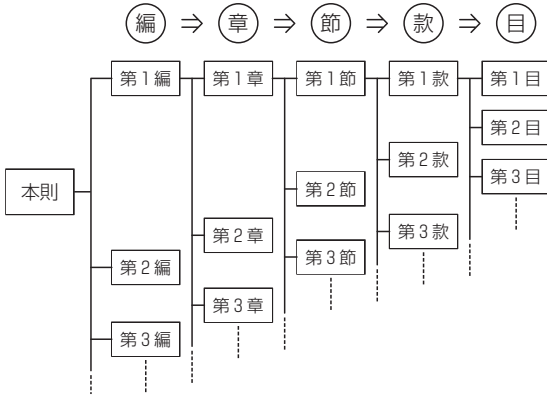 編 ⇒ 章 ⇒ 節 ⇒ 款 ⇒ 目
第1編 第1章 第1節 第1款 第1目
第2目
第2款
第3目
本則
第2節
第2章
第3款
第3節
第2編
第3章
第3編